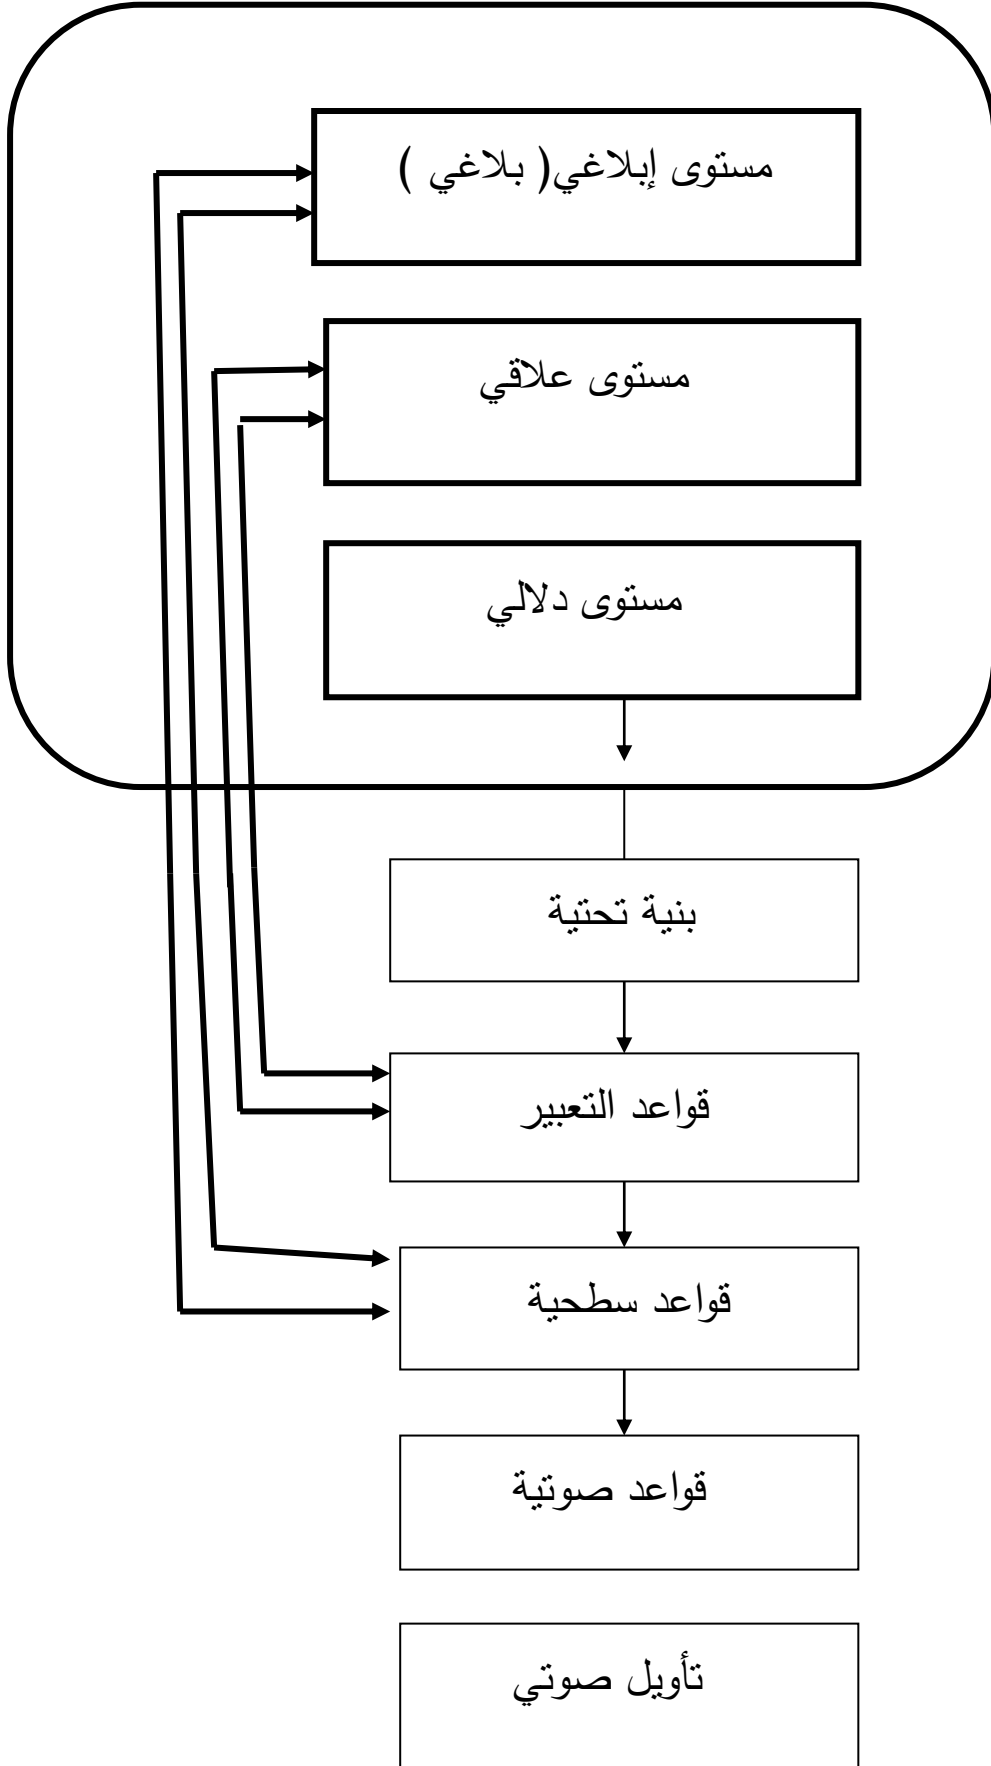 مستوى إبلاغي( بلاغي )
مستوى علاقي
مستوى دلالي
بنية تحتية
قواعد التعبير
قواعد سطحية
قواعد صوتية
تأويل صوتي